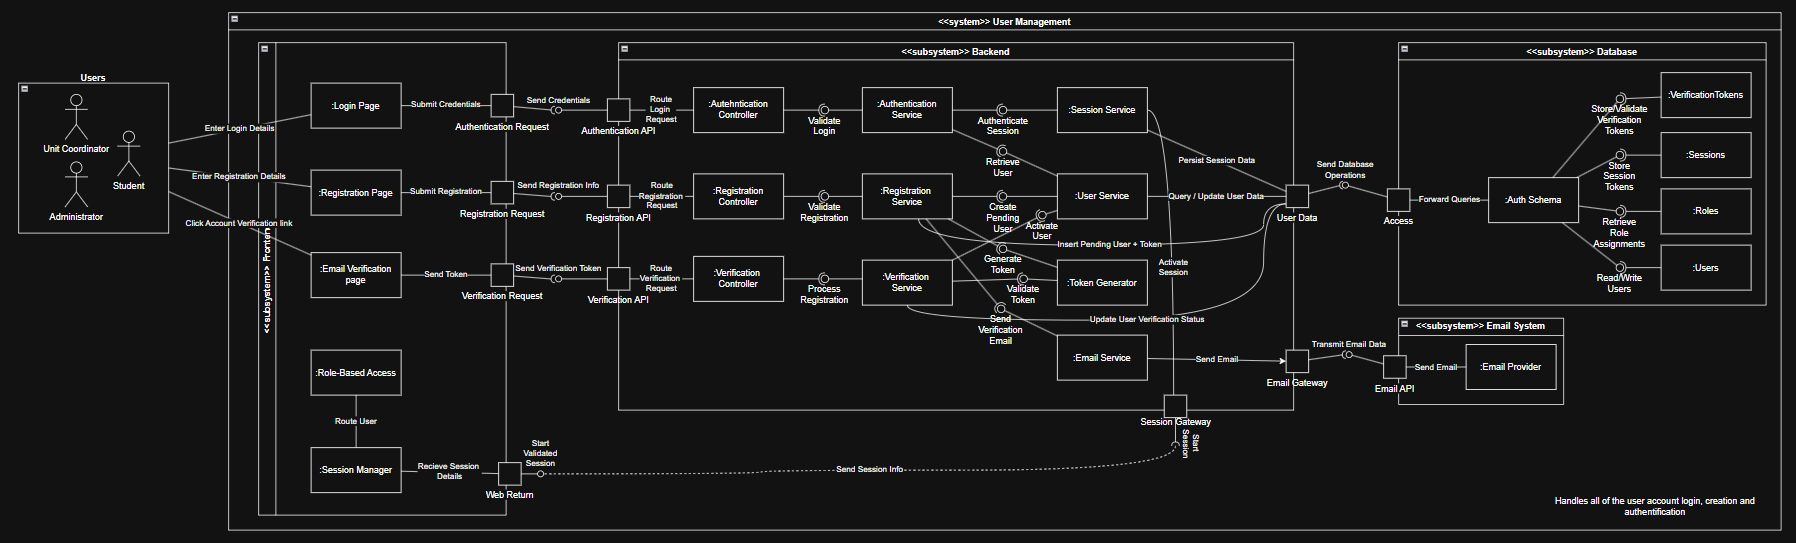 <<system>> User Management
Users
Unit Coordinator
Student
Administrator
Enter Login Details
Enter Registration Details
Click Account Verification link
<<subsystem>> Fronten
:Login Page
Submit Credentials
Authentication Request
Send Credentials
:Registration Page
Submit Registration
Registration Request
Send Registration Info
:Email Verification
page
Send Token
Verification Request
Send Verification Token
:Role-Based Access
Route User
:Session Manager
Recieve Session
Details
Web Return
Start
Validated
Session
Send Session Info
<<subsystem>> Backend
Authentication API
Route
Login
Request
:Autehntication
Controller
Validate
Login
:Authentication
Service
Authenticate
Session
:Session Service
Retrieve
User
Persist Session Data
Registration API
Route
Registration
Request
:Registration
Controller
Validate
Registration
:Registration
Service
Create
Pending
User
:User Service
Query / Update User Data
User Data
Activate
User
Insert Pending User + Token
Generate
Token
Activate
Session
Verification API
Route
Verification
Request
:Verification
Controller
Process
Registration
:Verification
Service
Validate
Token
:Token Generator
Send
Verification
Email
Update User Verification Status
:Email Service
Send Email
Email Gateway
Session Gateway
Start
Session
Send Database
Operations
Transmit Email Data
<<subsystem>> Database
Access
Forward Queries
:Auth Schema
Store/Validate
Verification
Tokens
:VerificationTokens
Store
Session
Tokens
:Sessions
Retrieve
Role
Assignments
:Roles
Read/Write
Users
:Users
<<subsystem>> Email System
Email API
Send Email
:Email Provider
Handles all of the user account login, creation and
authentification